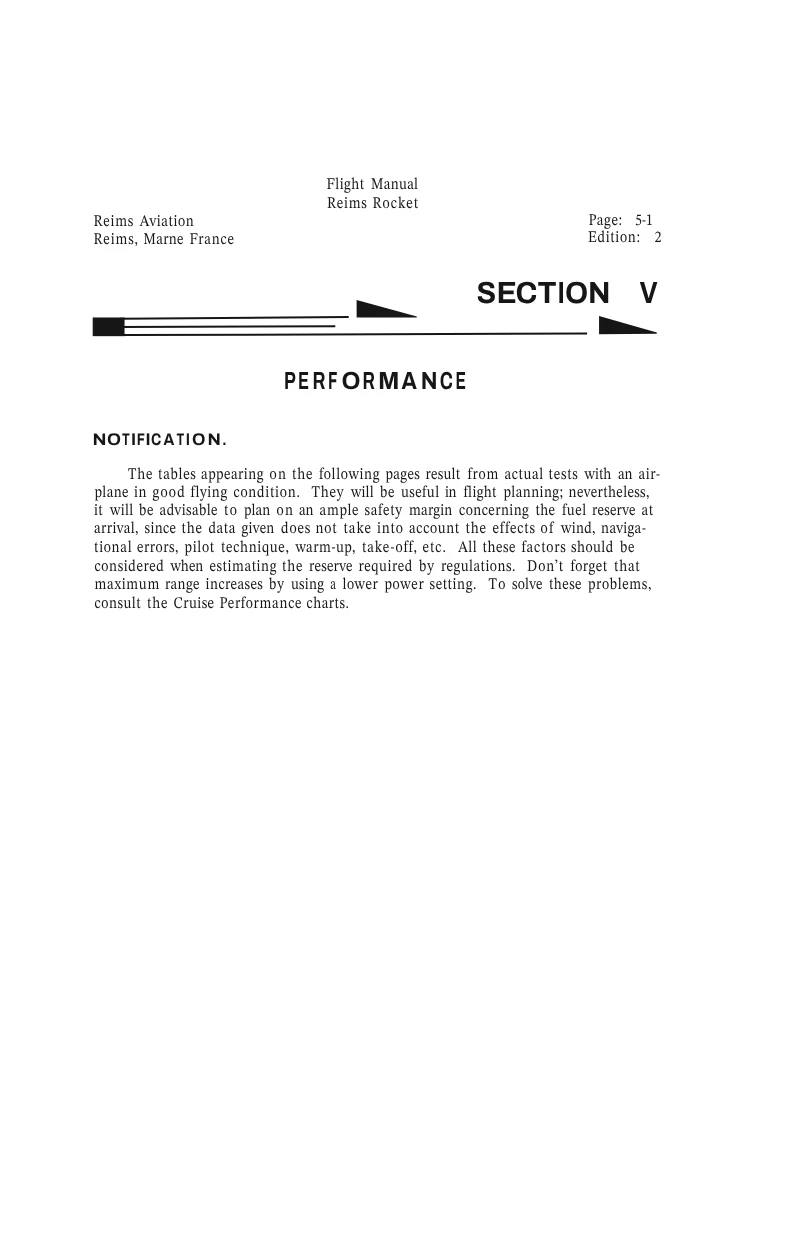 Flight Manual
Reims Rocket
Reims Aviation
Page: 5-1
Reims, Marne France
Edition: 2
SECTION V
PERFORMANCE
NOTIFICATION.
The tables appearing on the following pages result from actual tests with an air-
plane in good flying condition. They will be useful in flight planning; nevertheless,
it will be advisable to plan on an ample safety margin concerning the fuel reserve at
arrival, since the data given does not take into account the effects of wind, naviga-
tional errors, pilot technique, warm-up, take-off, etc. All these factors should be
considered when estimating the reserve required by regulations. Don't forget that
maximum range increases by using a lower power setting. To solve these problems,
consult the Cruise Performance charts.